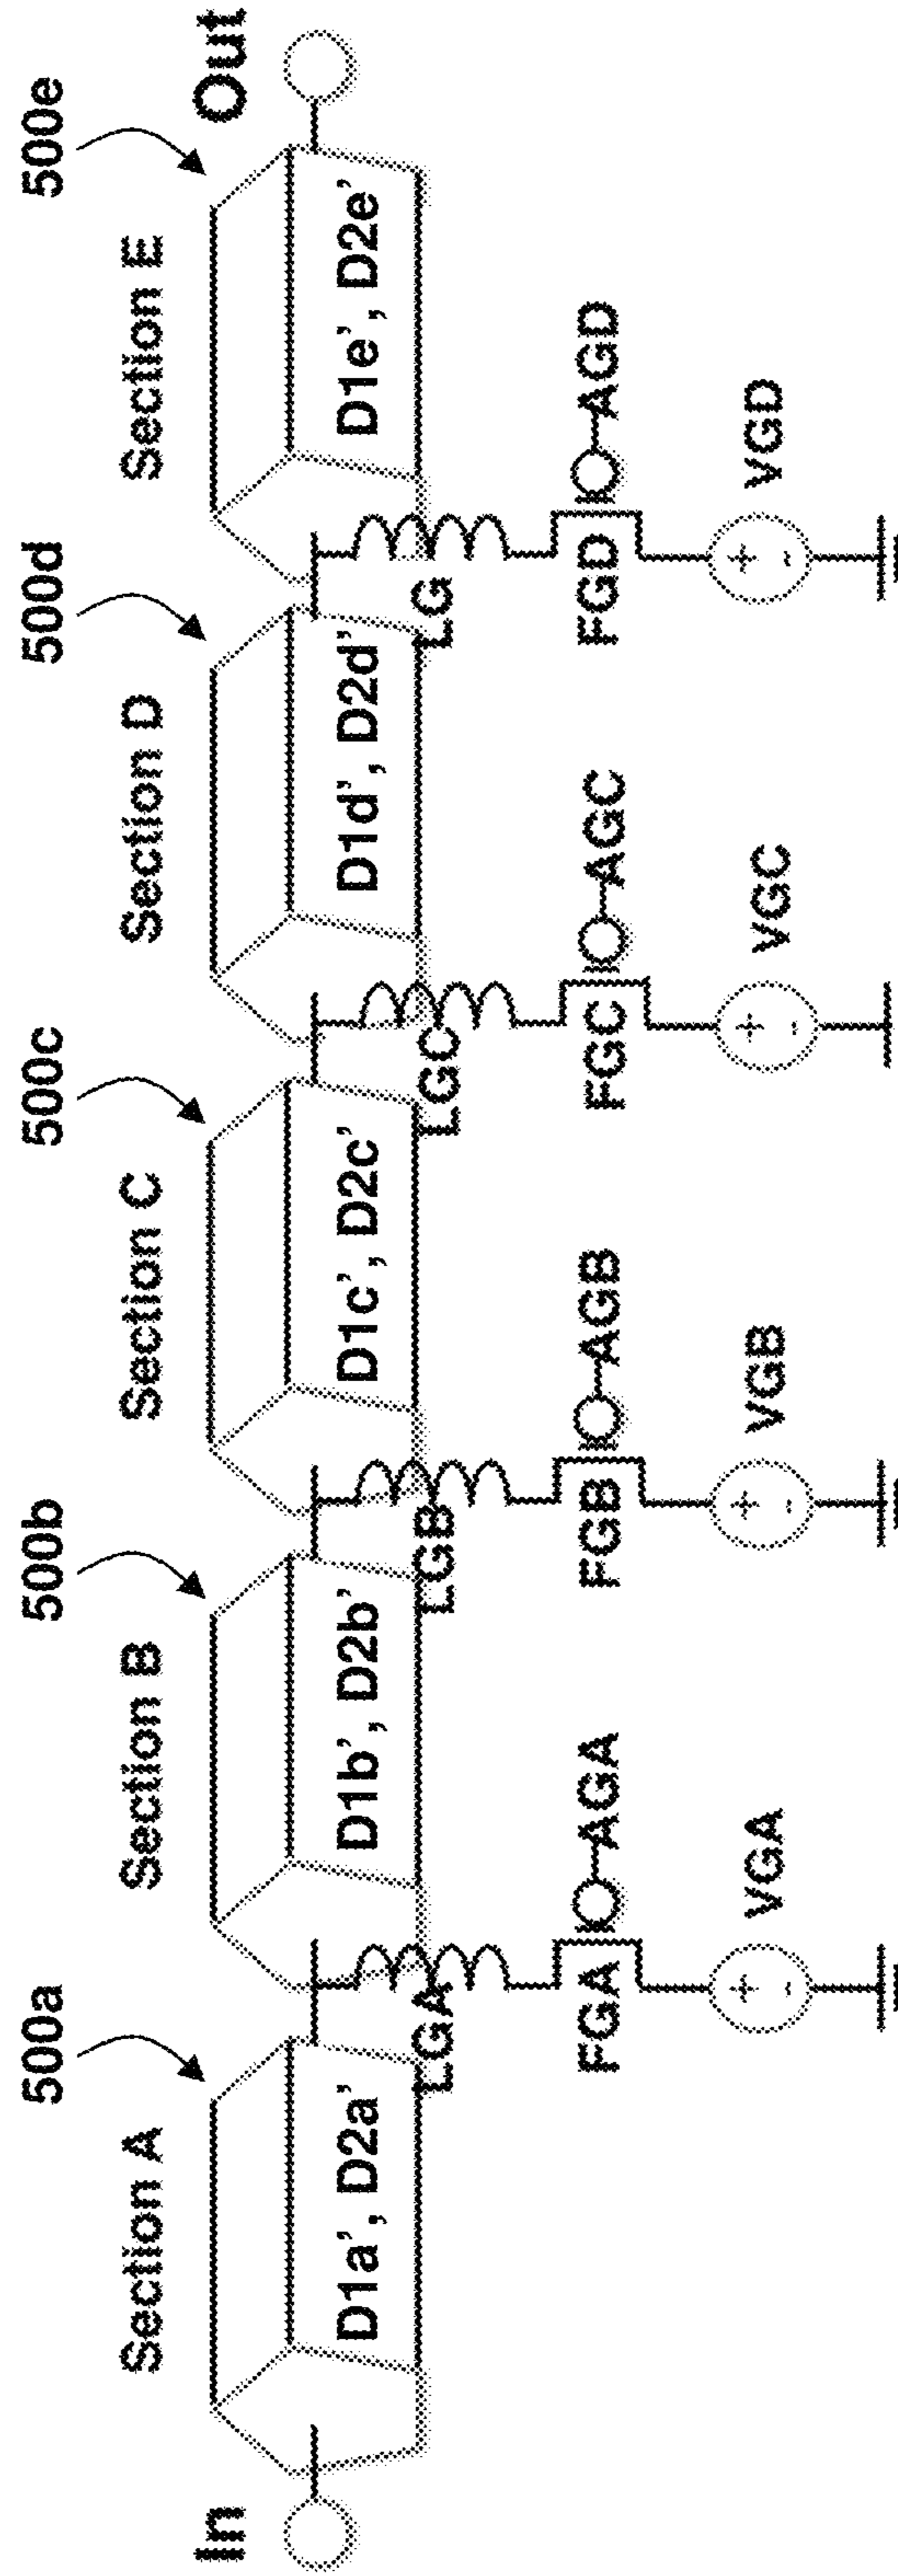 500a 500b 500c 500d 500e
Section A Section B Section C Section D Section E
In Out
D1a', D2a' D1b', D2b' D1c', D2c' D1d', D2d' D1e', D2e'
LGA LGB LGC LG
FGA AGA FGB AGB FGC AGC FGD AGD
+ + + +
- - - -
VGA VGB VGC VGD